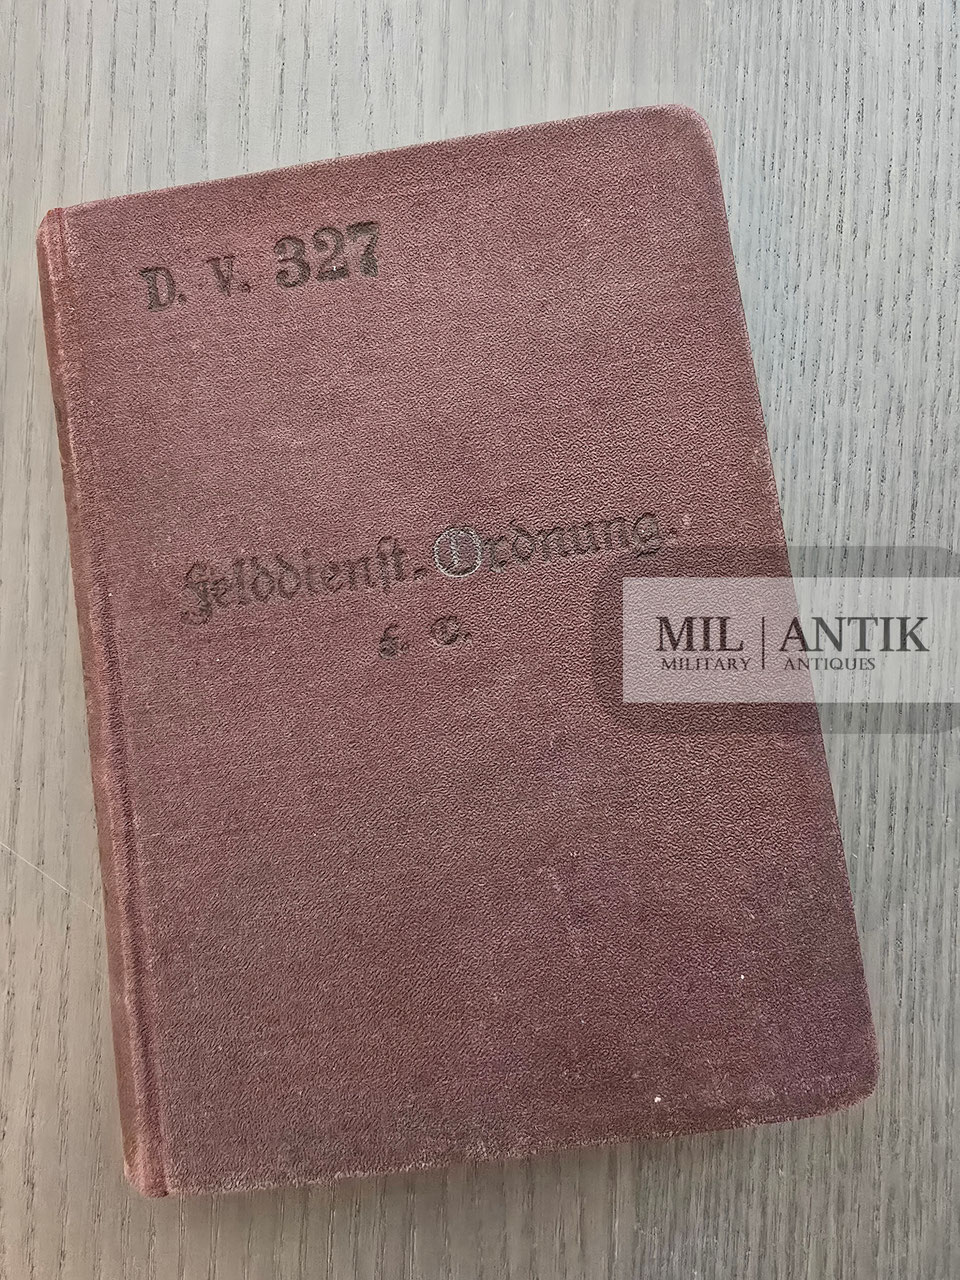 D. V. 327
Felddienst-Ordnung.
F. O.
MIL | ANTIK
MILITARY | ANTIQUES